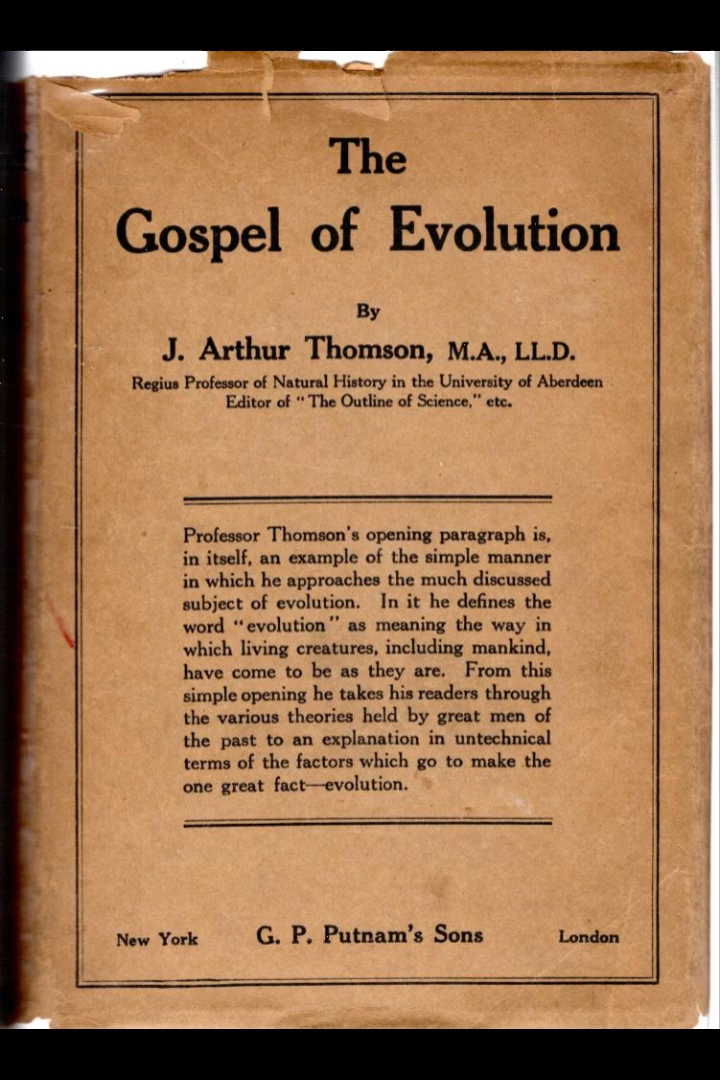 The
Gospel of Evolution
By
J. Arthur Thomson, M.A., LL.D.
Regius Professor of Natural History in the University of Aberdeen
Editor of "The Outline of Science," etc.
Professor Thomson's opening paragraph is,
in itself, an example of the simple manner
in which he approaches the much discussed
subject of evolution. In it he defines the
word "evolution" as meaning the way in
which living creatures, including mankind,
have come to be as they are. From this
simple opening he takes his readers through
the various theories held by great men of
the past to an explanation in untechnical
terms of the factors which go to make the
one great fact—evolution.
New York G. P. Putnam's Sons London